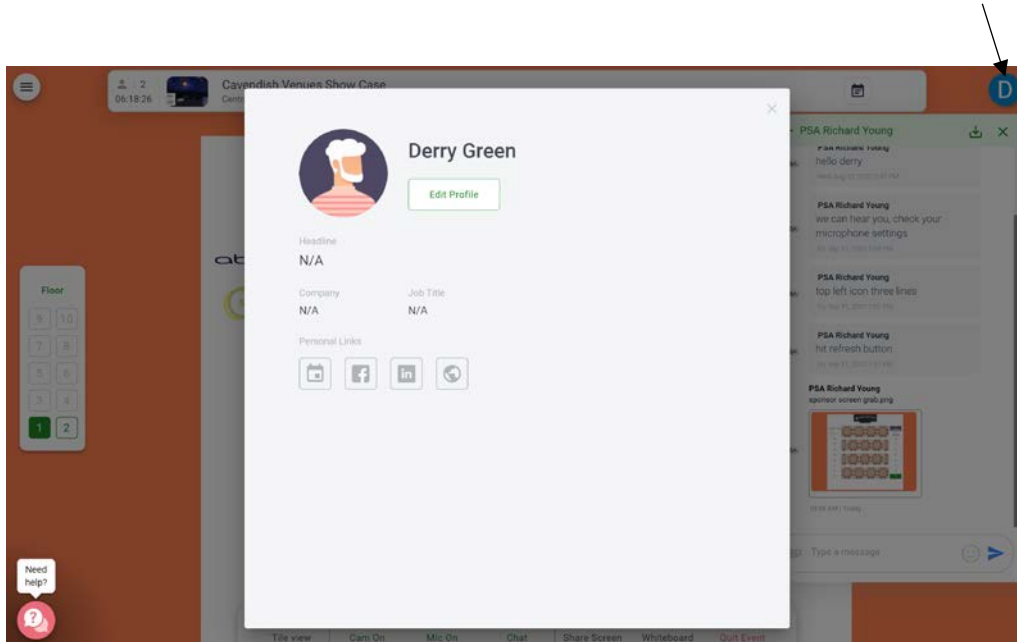 2
06:18:26
Cavendish Venues Show Case
D
Derry Green
Edit Profile
Headline
N/A
Company
Job Title
N/A
N/A
Personal Links
in
Floor
9 10
7 8
5 6
3 4
1 2
Need
help?
PSA Richard Young
PSA Richard Young
hello derry
PSA Richard Young
we can hear you, check your
microphone settings
PSA Richard Young
top left icon three lines
PSA Richard Young
hit refresh button
PSA Richard Young
sponsor screen grab.png
Type a message
Tile view
Cam On
Mic On
Chat
Share Screen
Whiteboard
Quit Event